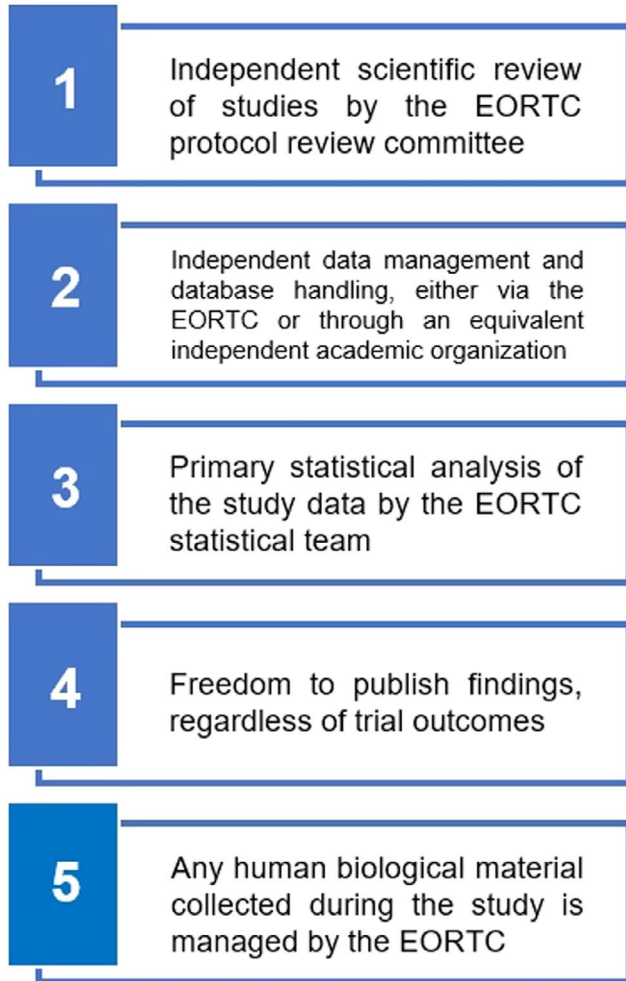 1
Independent scientific review
of studies by the EORTC
protocol review committee
2
Independent data management and
database handling, either via the
EORTC or through an equivalent
independent academic organization
3
Primary statistical analysis of
the study data by the EORTC
statistical team
4
Freedom to publish findings,
regardless of trial outcomes
5
Any human biological material
collected during the study is
managed by the EORTC